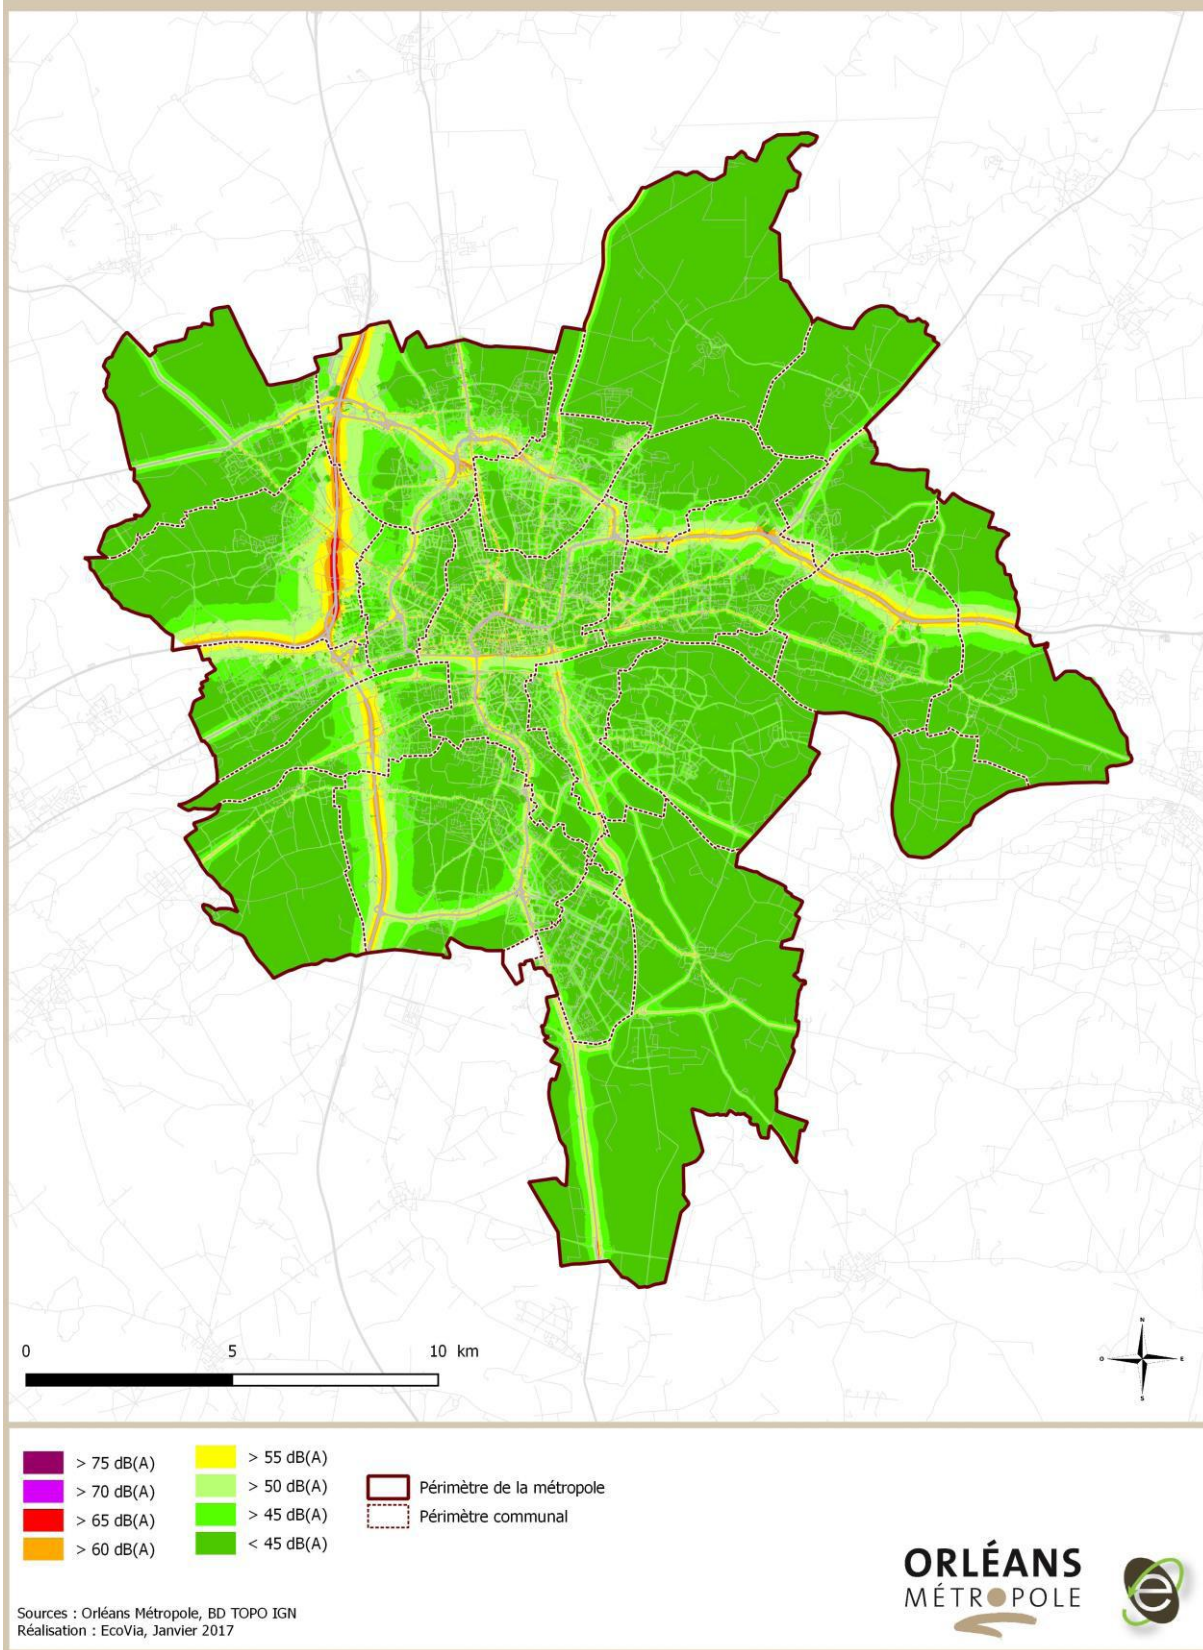 N
O
E
S
0
5
10 km
> 75 dB(A)
> 70 dB(A)
> 65 dB(A)
> 60 dB(A)
> 55 dB(A)
> 50 dB(A)
> 45 dB(A)
< 45 dB(A)
Périmètre de la métropole
Périmètre communal
ORLÉANS
MÉTROPOLE
e
Sources : Orléans Métropole, BD TOPO IGN
Réalisation : EcoVia, Janvier 2017